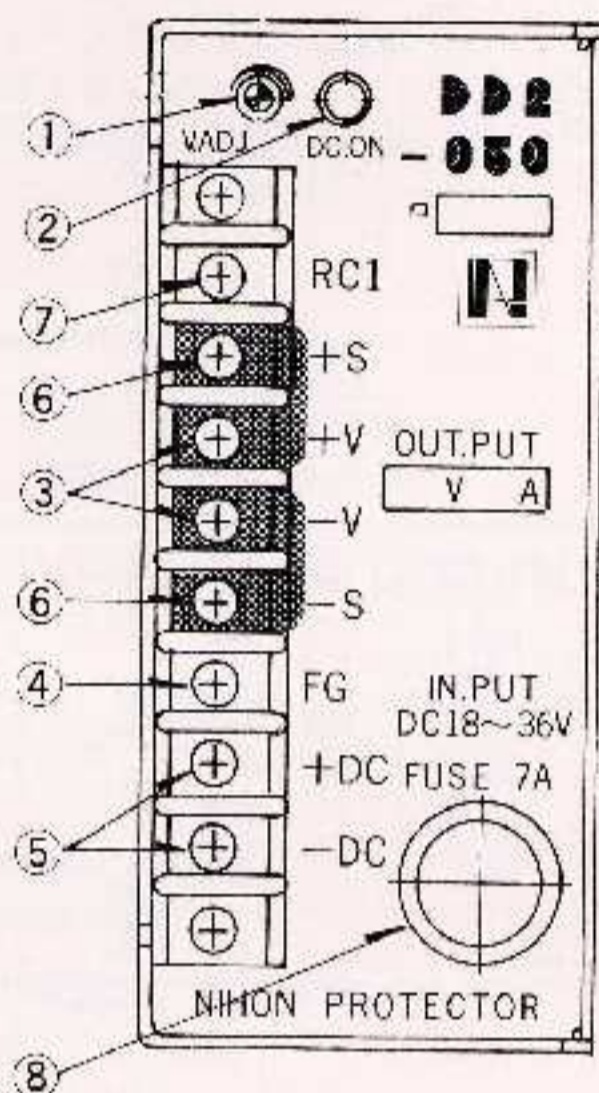 ①
V.ADJ
②
DC.ON
DD2
-050
N
⑦
RC1
⑥
+S
③
+V
-V
OUT.PUT
V A
⑥
-S
④
FG
⑤
+DC
-DC
IN.PUT
DC18~36V
FUSE 7A
NIHON PROTECTOR
⑧